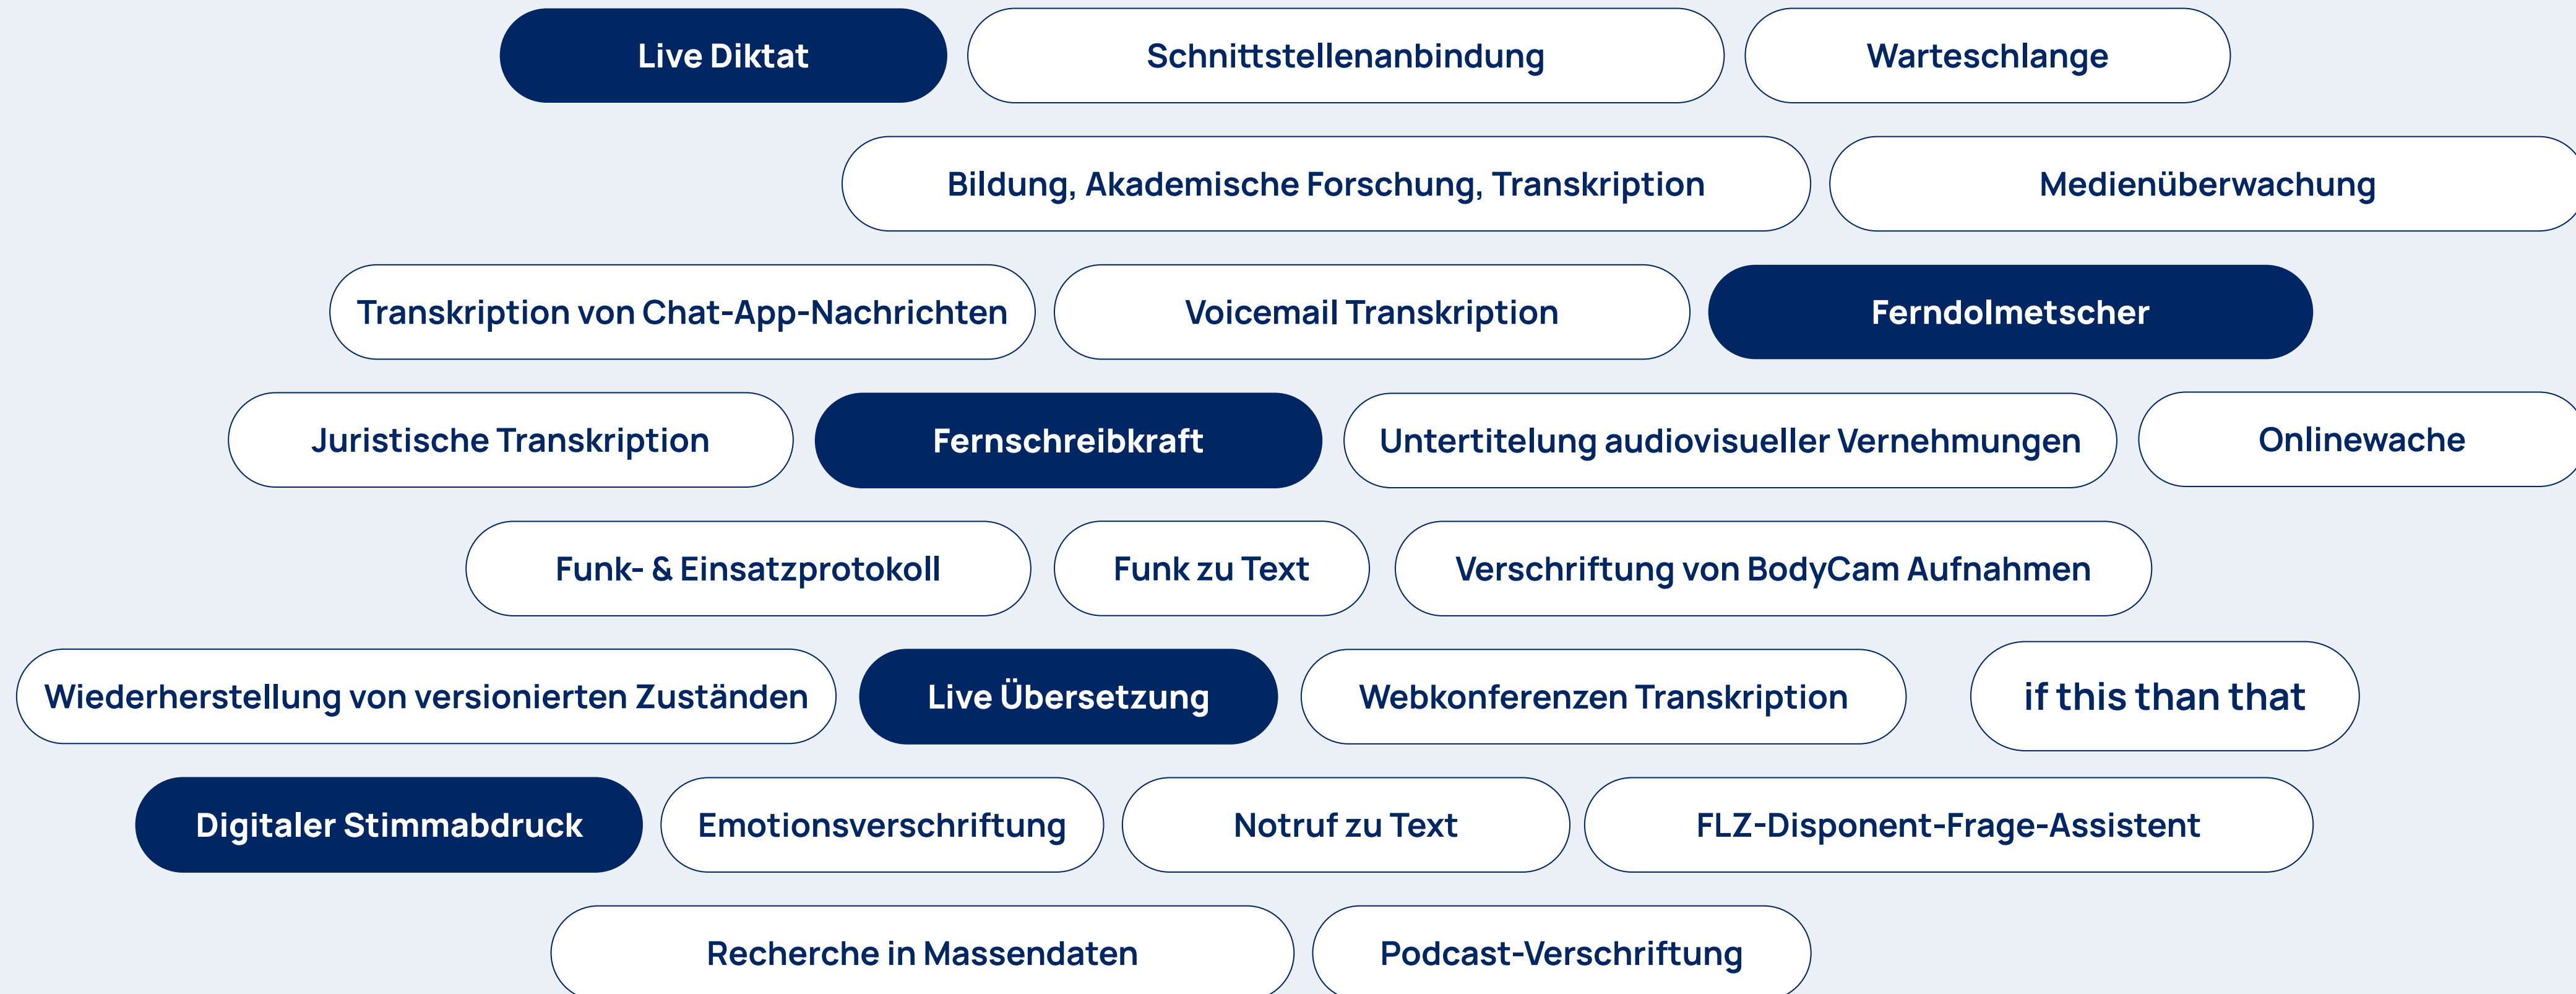 Live Diktat
Schnittstellenanbindung
Warteschlange
Bildung, Akademische Forschung, Transkription
Medienüberwachung
Transkription von Chat-App-Nachrichten
Voicemail Transkription
Ferndolmetscher
Juristische Transkription
Fernschreibkraft
Untertitelung audiovisueller Vernehmungen
Onlinewache
Funk- & Einsatzprotokoll
Funk zu Text
Verschriftung von BodyCam Aufnahmen
Wiederherstellung von versionierten Zuständen
Live Übersetzung
Webkonferenzen Transkription
if this than that
Digitaler Stimmabdruck
Emotionsverschriftung
Notruf zu Text
FLZ-Disponent-Frage-Assistent
Recherche in Massendaten
Podcast-Verschriftung